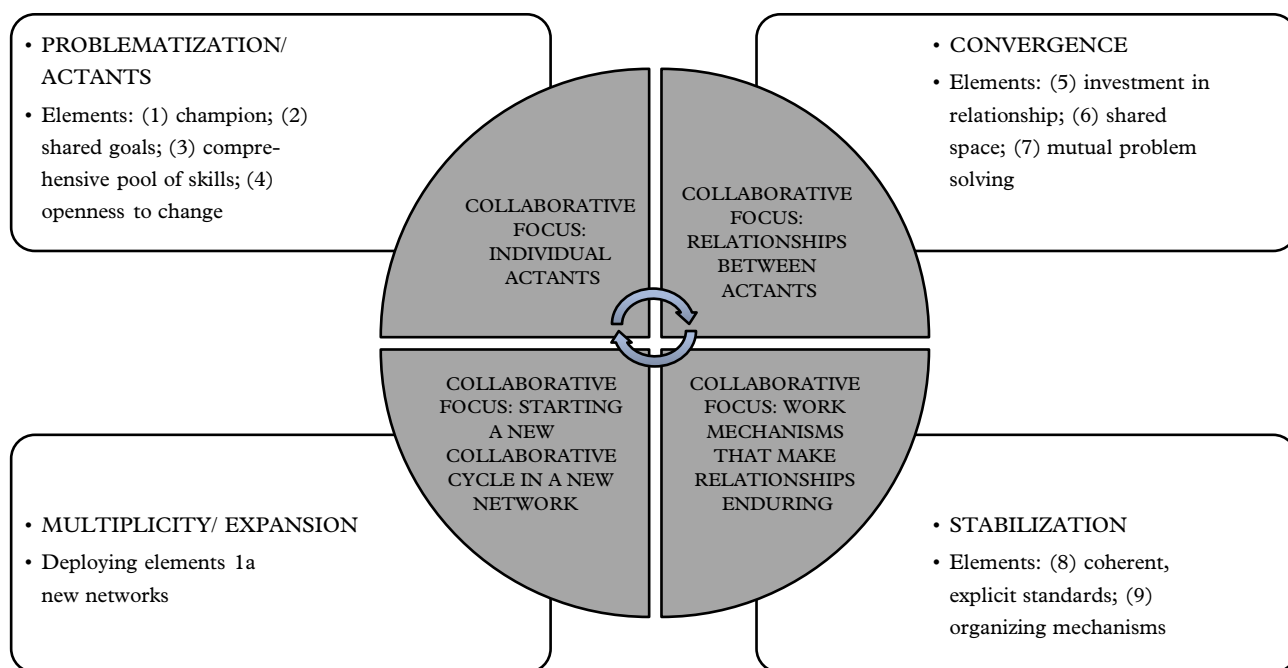 • PROBLEMATIZATION/
ACTANTS
• Elements: (1) champion; (2)
shared goals; (3) compre-
hensive pool of skills; (4)
openness to change
• CONVERGENCE
• Elements: (5) investment in
relationship; (6) shared
space; (7) mutual problem
solving
COLLABORATIVE
FOCUS:
INDIVIDUAL
ACTANTS
COLLABORATIVE
FOCUS:
RELATIONSHIPS
BETWEEN
ACTANTS
COLLABORATIVE
FOCUS: STARTING
A NEW
COLLABORATIVE
CYCLE IN A NEW
NETWORK
COLLABORATIVE
FOCUS: WORK
MECHANISMS
THAT MAKE
RELATIONSHIPS
ENDURING
• MULTIPLICITY/ EXPANSION
• Deploying elements 1a
new networks
• STABILIZATION
• Elements: (8) coherent,
explicit standards; (9)
organizing mechanisms